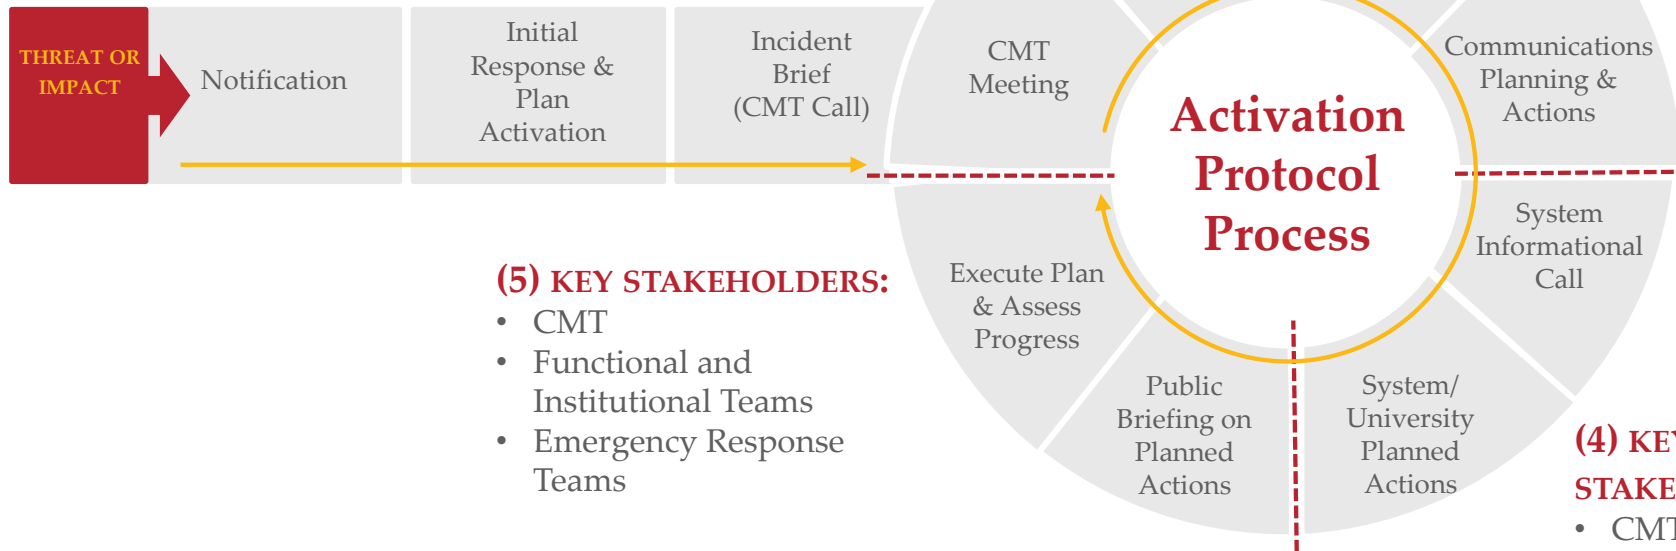 THREAT OR
IMPACT
Notification
Initial
Response &
Plan
Activation
Incident
Brief
(CMT Call)
CMT
Meeting
Communications
Planning &
Actions
Activation
Protocol
Process
System
Informational
Call
System/
University
Planned
Actions
Public
Briefing on
Planned
Actions
Execute Plan
& Assess
Progress
(5) KEY STAKEHOLDERS:
• CMT
• Functional and
Institutional Teams
• Emergency Response
Teams
(4) KEY
STAKE
• CMT